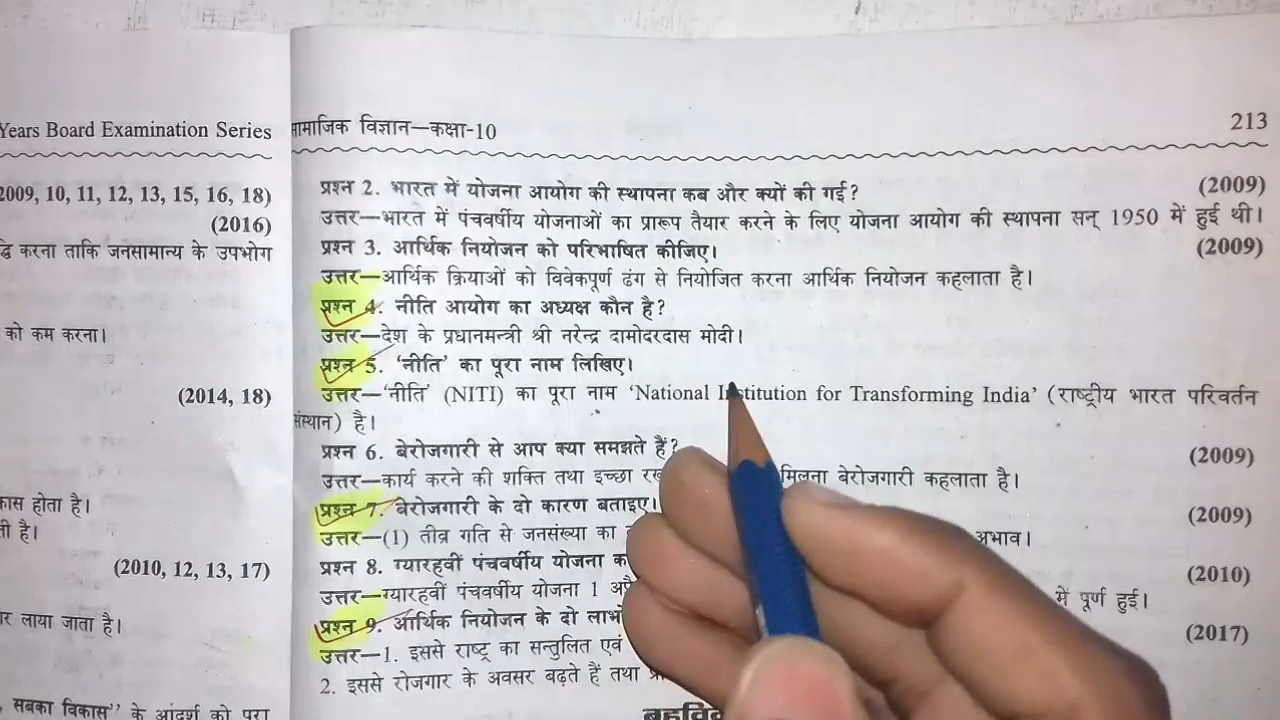 Years Board Examination Series
2009, 10, 11, 12, 13, 15, 16, 18)
(2016)
द्धि करना ताकि जनसामान्य के उपभोग
को कम करना।
(2014, 18)
कास होता है।
ती है।
(2010, 12, 13, 17)
ार लाया जाता है।
सबका विकास’’ के आदर्श को पूरा
सामाजिक विज्ञान—कक्षा-10
213
प्रश्न 2. भारत में योजना आयोग की स्थापना कब और क्यों की गई? (2009)
उत्तर—भारत में पंचवर्षीय योजनाओं का प्रारूप तैयार करने के लिए योजना आयोग की स्थापना सन् 1950 में हुई थी।
प्रश्न 3. आर्थिक नियोजन को परिभाषित कीजिए। (2009)
उत्तर—आर्थिक क्रियाओं को विवेकपूर्ण ढंग से नियोजित करना आर्थिक नियोजन कहलाता है।
प्रश्न 4. नीति आयोग का अध्यक्ष कौन है?
उत्तर—देश के प्रधानमन्त्री श्री नरेन्द्र दामोदरदास मोदी।
प्रश्न 5. ‘नीति’ का पूरा नाम लिखिए।
उत्तर—‘नीति’ (NITI) का पूरा नाम ‘National Institution for Transforming India’ (राष्ट्रीय भारत परिवर्तन
संस्थान) है।
प्रश्न 6. बेरोजगारी से आप क्या समझते हैं? (2009)
उत्तर—कार्य करने की शक्ति तथा इच्छा मिलना बेरोजगारी कहलाता है।
प्रश्न 7. बेरोजगारी के दो कारण बताइए। (2009)
उत्तर—(1) तीव्र गति से जनसंख्या का अभाव।
प्रश्न 8. ग्यारहवीं पंचवर्षीय योजना (2010)
उत्तर—ग्यारहवीं पंचवर्षीय योजना 1 में पूर्ण हुई।
प्रश्न 9. आर्थिक नियोजन के दो लाभ (2017)
उत्तर—1. इससे राष्ट्र का सन्तुलित एवं
2. इससे रोजगार के अवसर बढ़ते हैं तथा